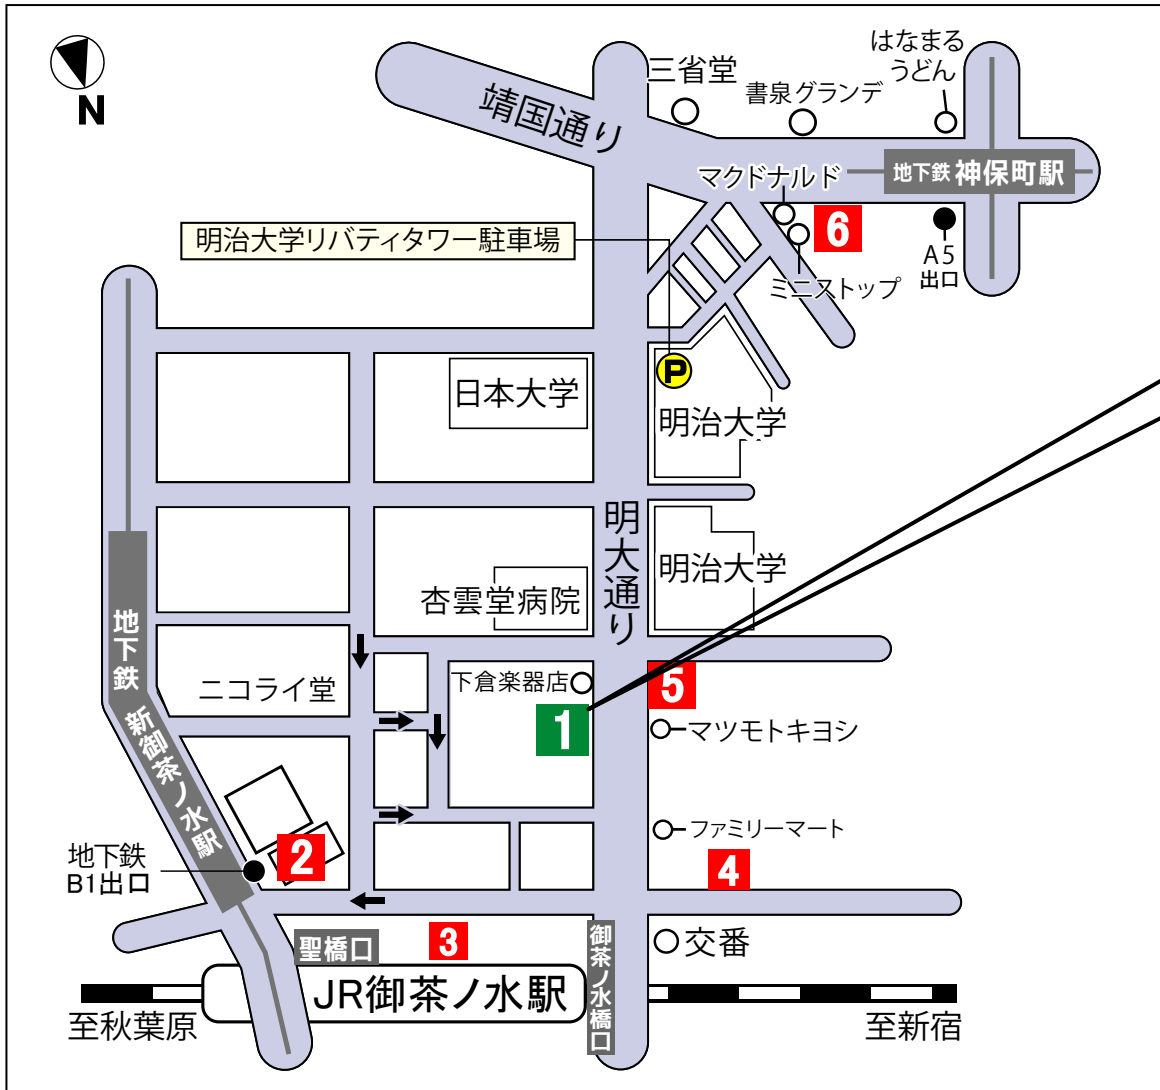 N
靖国通り
三省堂
書泉グランデ
はなまる
うどん
地下鉄 神保町駅
マクドナルド
6
ミニストップ
A5
出口
明治大学リバティタワー駐車場
P
日本大学
明治大学
明大通り
明治大学
杏雲堂病院
地下鉄 新御茶ノ水駅
ニコライ堂
下倉楽器店
1
5
マツモトキヨシ
ファミリーマート
4
2
地下鉄
B1出口
3
聖橋口
JR御茶ノ水駅
御茶ノ水橋口
交番
至秋葉原
至新宿